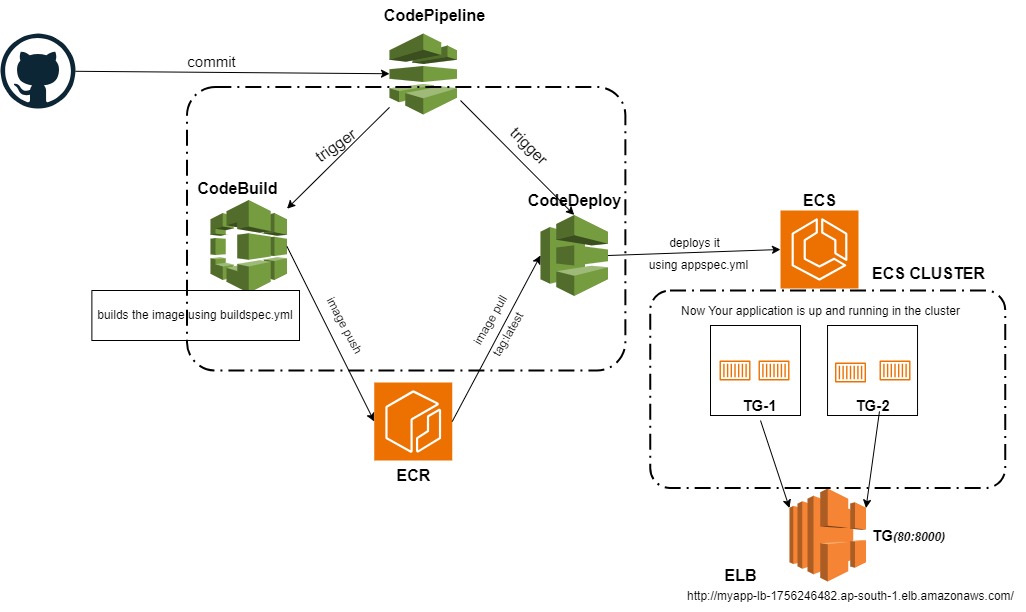 CodePipeline
commit
trigger
trigger
CodeBuild
CodeDeploy
ECS
deploys it
using appspec.yml
ECS CLUSTER
builds the image using buildspec.yml
image push
image pull
tag:latest
Now Your application is up and running in the cluster
TG-1
TG-2
ECR
TG(80:8000)
ELB
http://myapp-lb-1756246482.ap-south-1.elb.amazonaws.com/